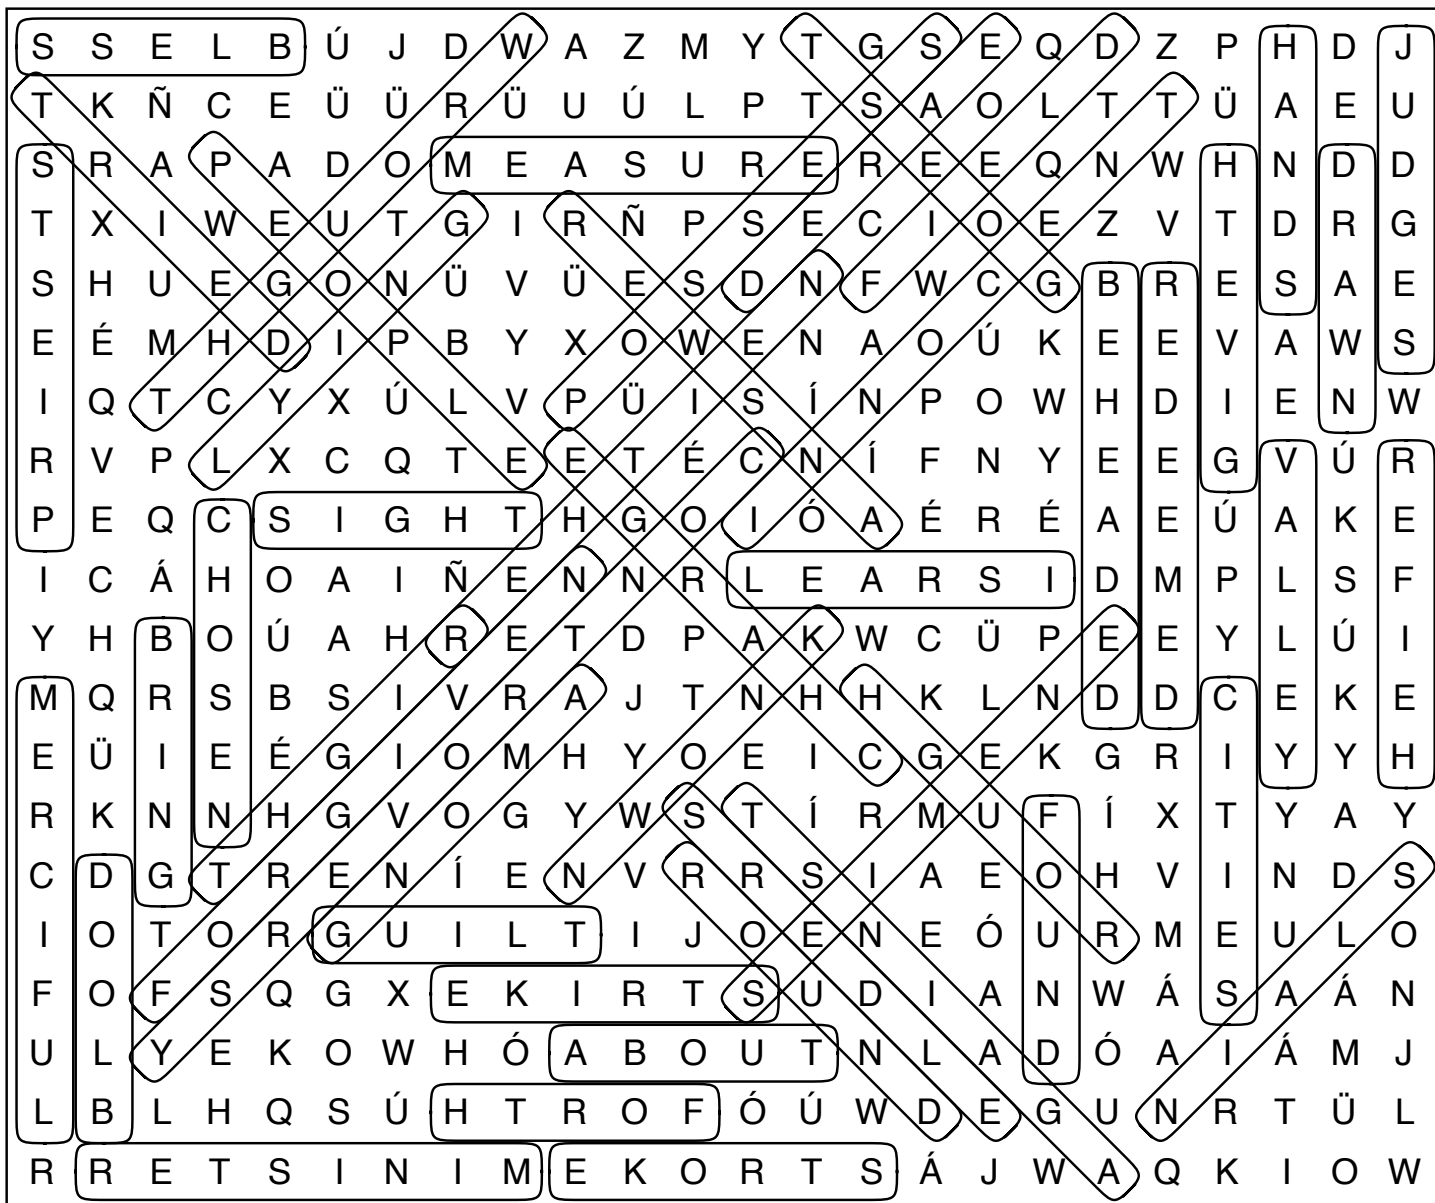 S S E L B Ú J D W A Z M Y T G S E Q D Z P H D J
T K Ñ C E Ü Ü R Ü U Ú L P T S A O L T T Ü A E U
S R A P A D O M E A S U R E R E E Q N W H N D D
T X I W E U T G I R Ñ P S E C I O E Z V T D R G
S H U E G O N Ü V Ü E S D N F W C G B R E S A E
E É M H D I P B Y X O W E N A O Ú K E E V A W S
I Q T C Y X Ú L V P Ü I S Í N P O W H D I E N W
R V P L X C Q T E E T É C N Í F N Y E E G V Ú R
P E Q C S I G H T H G O I Ó A É R É A E Ú A K E
I C Á H O A I Ñ E N N R L E A R S I D M P L S F
Y H B O Ú A H R E T D P A K W C Ü P E E Y L Ú I
M Q R S B S I V R A J T N H H K L N D D C E K E
E Ü I E É G I O M H Y O E I C G E K G R I Y Y H
R K N N H G V O G Y W S T Í R M U F Í X T Y A Y
C D G T R E N Í E N V R R S I A E O H V I N D S
I O T O R G U I L T I J O E N E Ó U R M E U L O
F O F S Q G X E K I R T S U D I A N W Á S A Á N
U L Y E K O W H Ó A B O U T N L A D Ó A I Á M J
L B L H Q S Ú H T R O F Ó Ú W D E G U N R T Ü L
R R E T S I N I M E K O R T S Á J W A Q K I O W